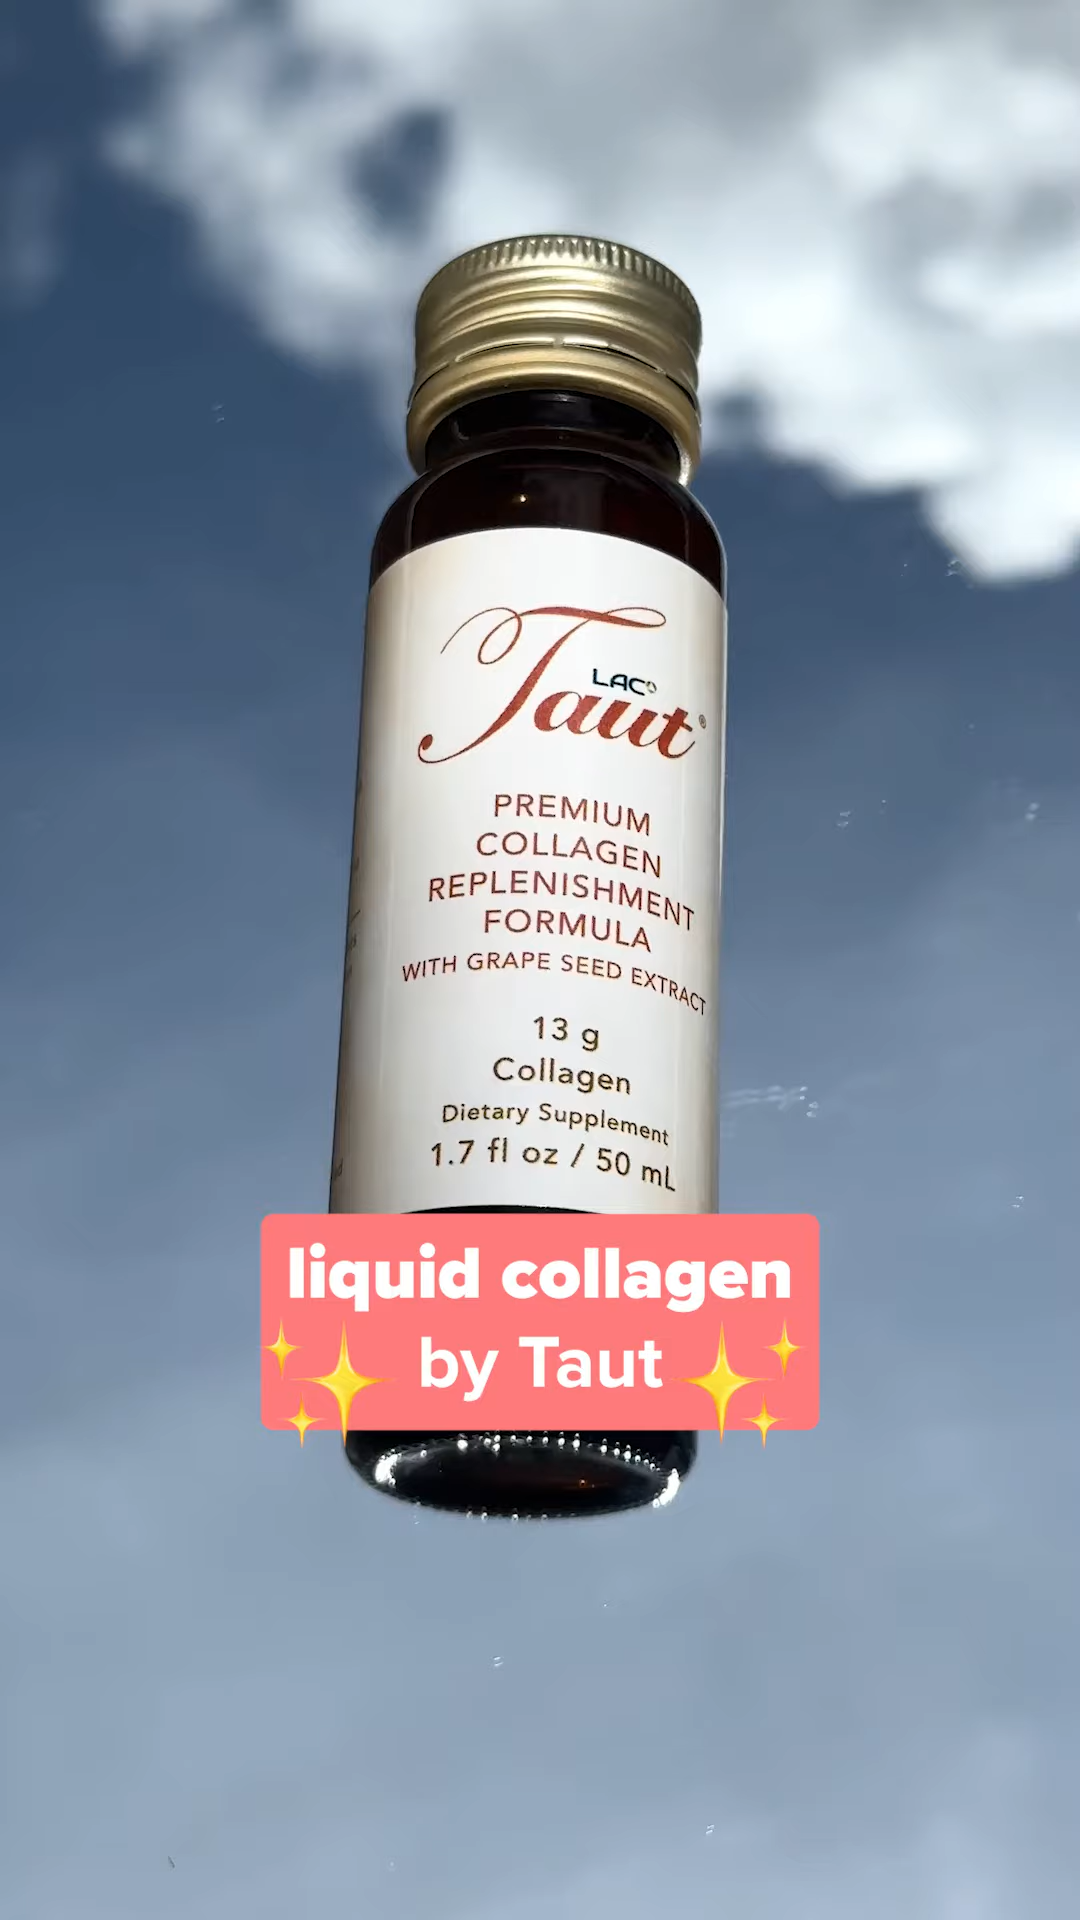 LAC
Taut®
PREMIUM
COLLAGEN
REPLENISHMENT
FORMULA
WITH GRAPE SEED EXTRACT
13 g
Collagen
Dietary Supplement
1.7 fl oz / 50 mL
liquid collagen
✨ by Taut ✨